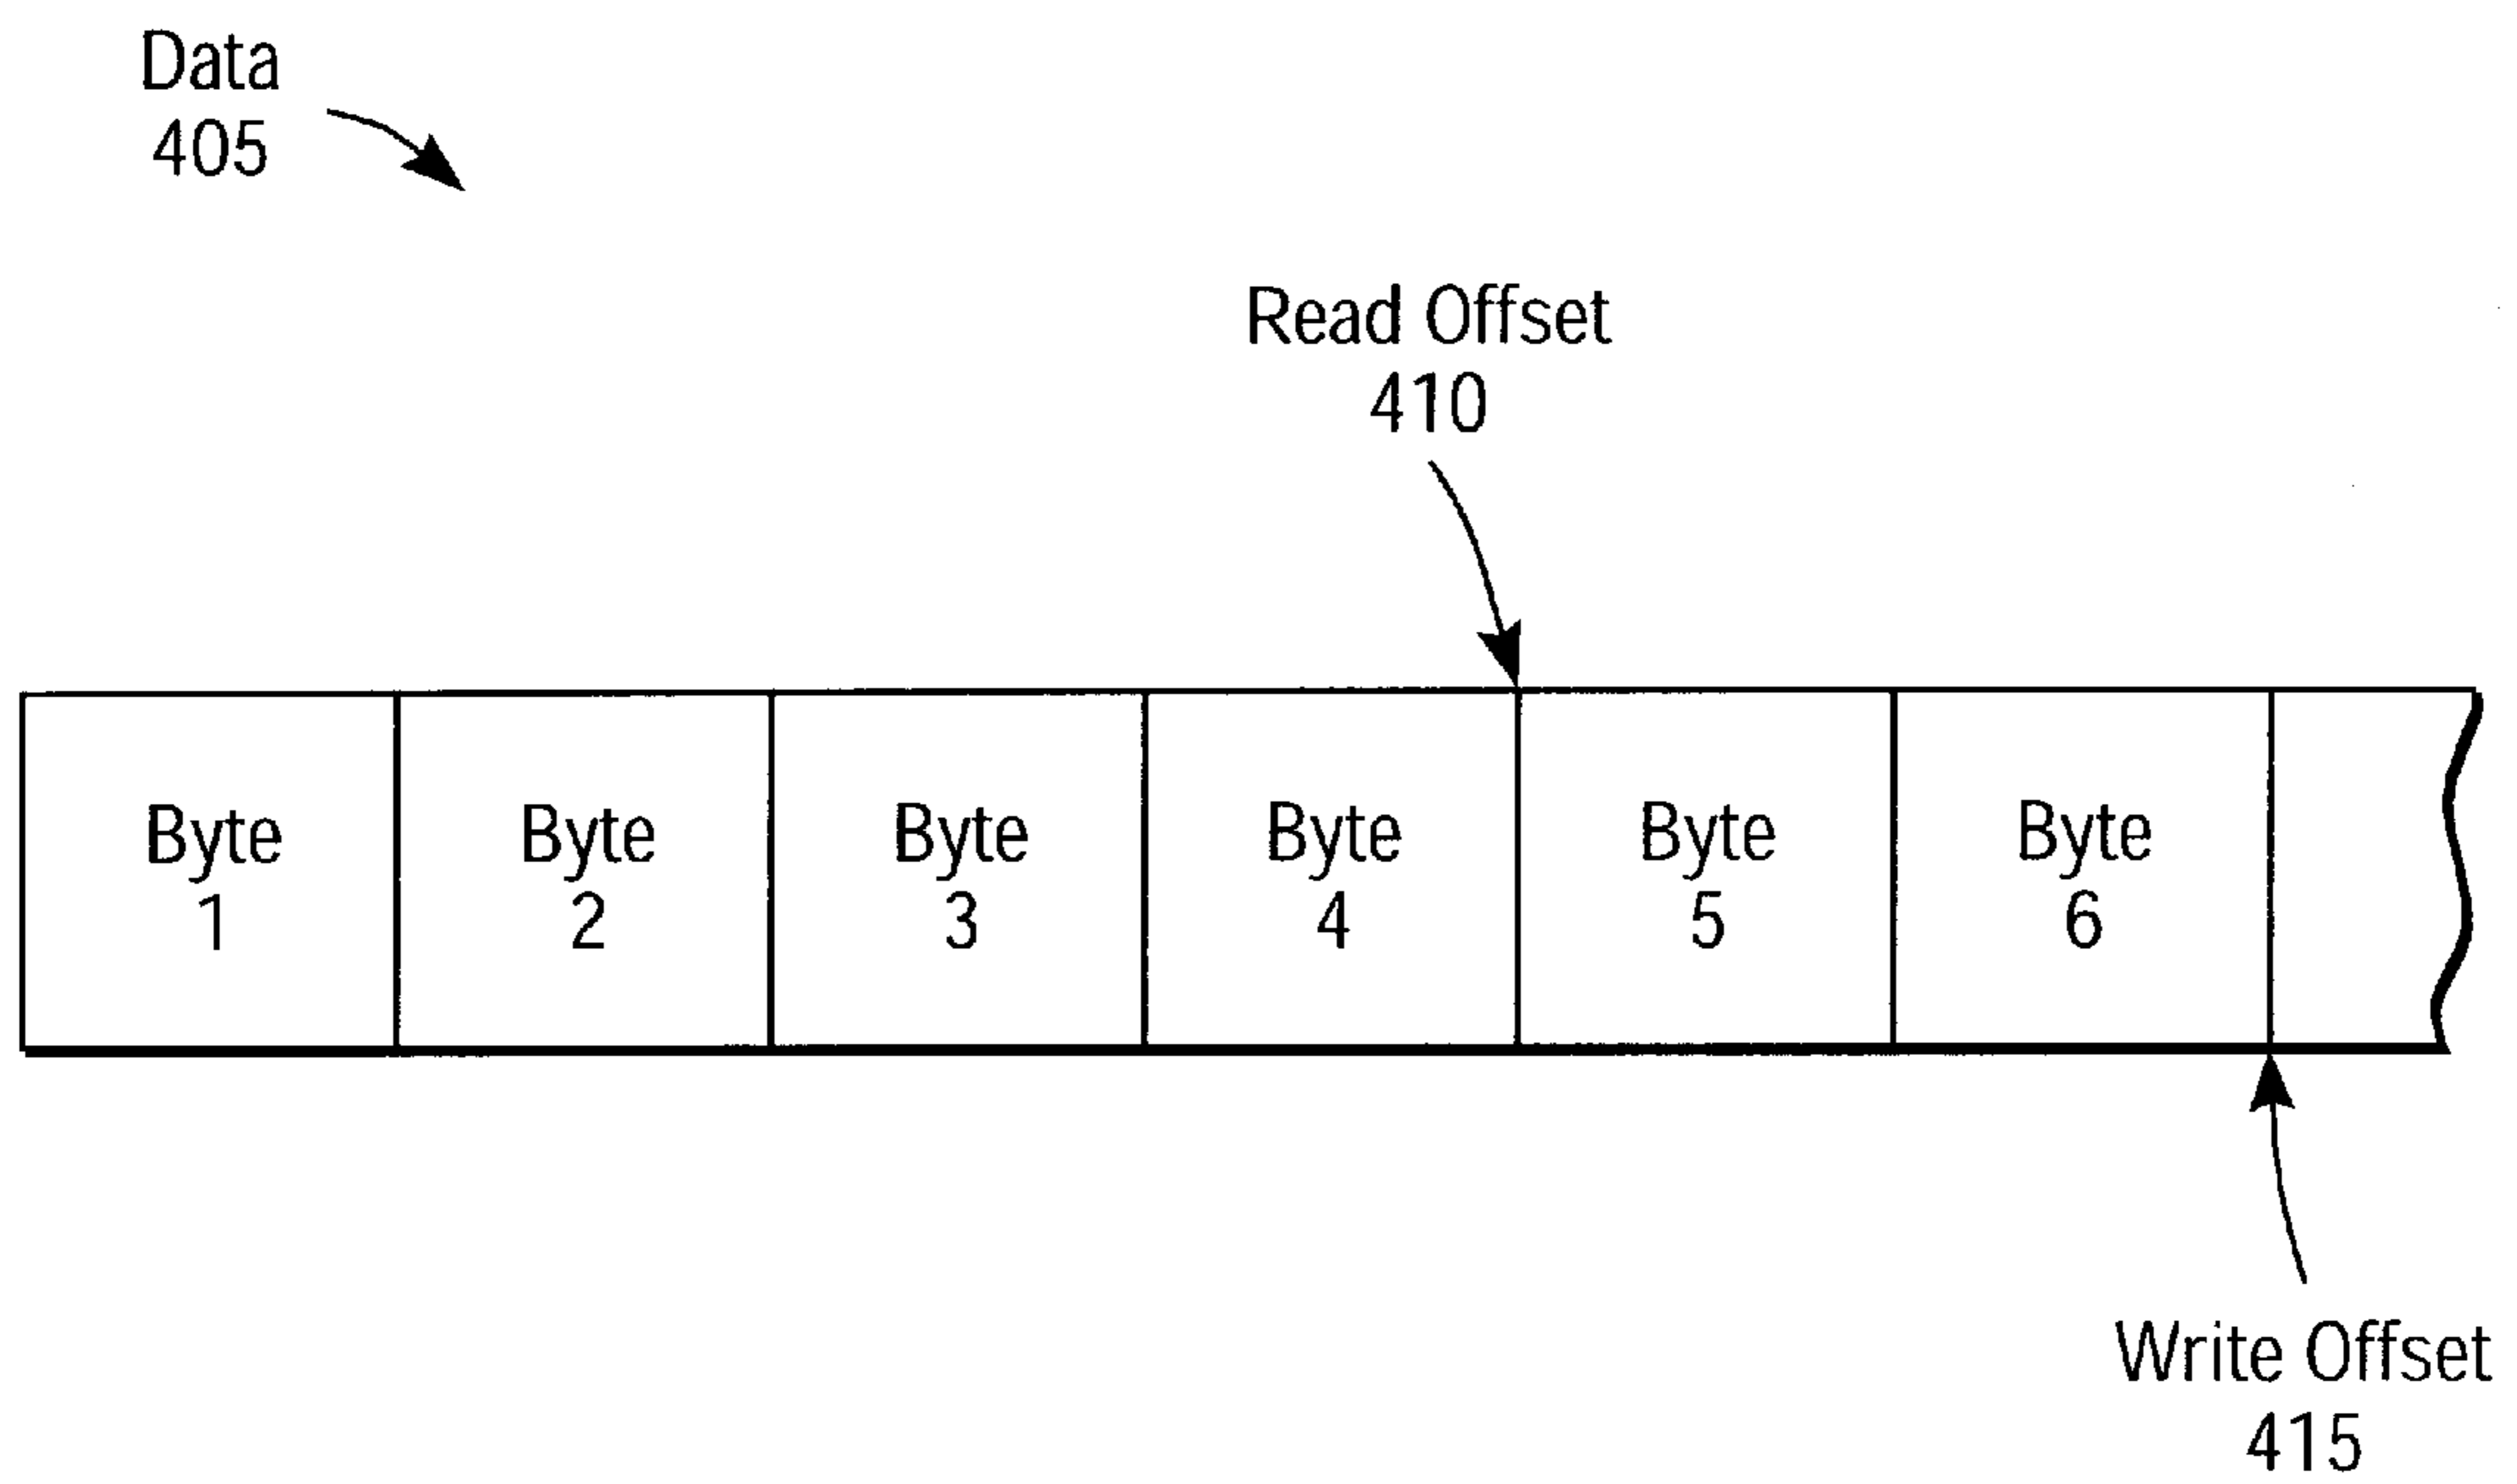 Data
405
Read Offset
410
Byte
1
Byte
2
Byte
3
Byte
4
Byte
5
Byte
6
Write Offset
415